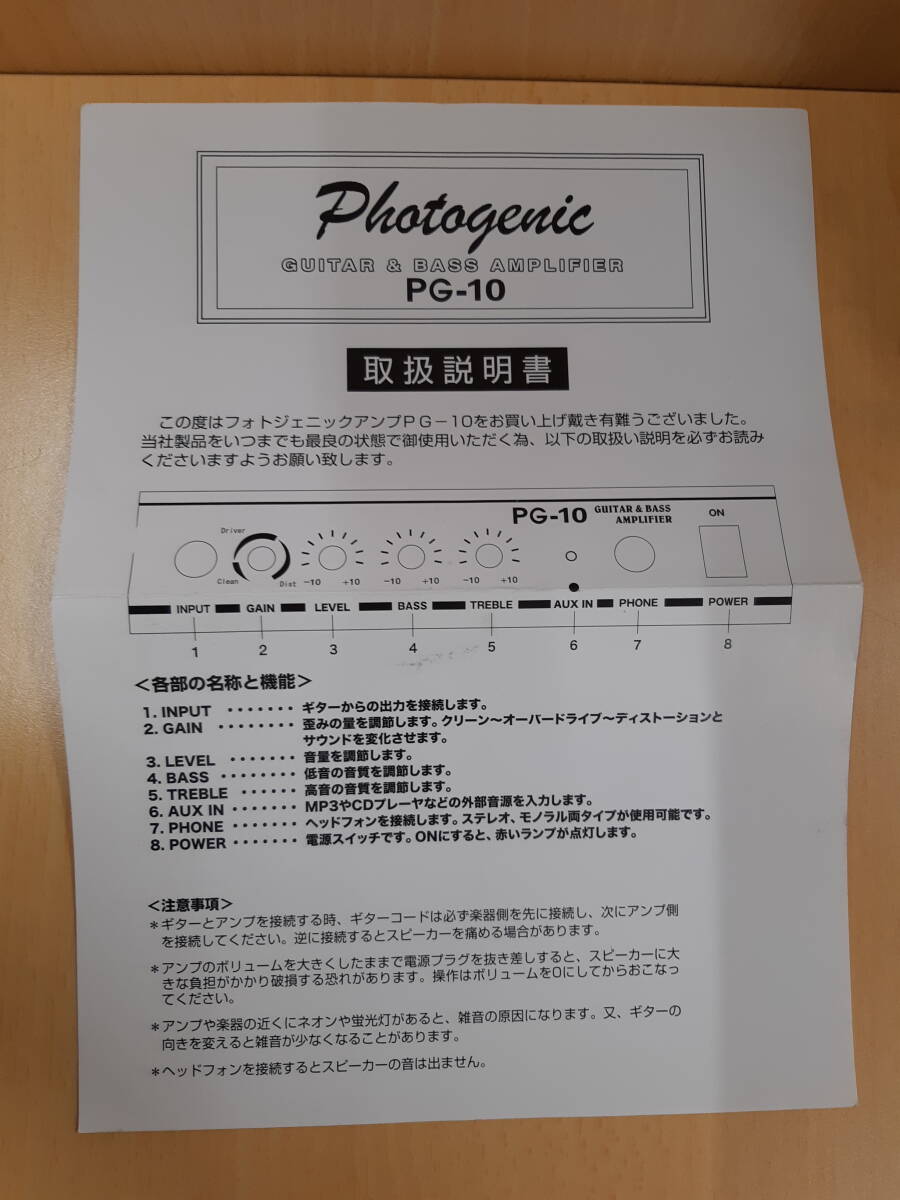 Photogenic
GUITAR & BASS AMPLIFIER
PG-10
取扱説明書
この度はフォトジェニックアンプPG-10をお買い上げ戴き有難うございました。
当社製品をいつまでも最良の状態で御使用いただく為、以下の取扱い説明を必ずお読み
くださいますようお願い致します。
PG-10 GUITAR & BASS
AMPLIFIER
ON
Driver
Clean Dist -10 +10 -10 +10 -10 +10
INPUT GAIN LEVEL BASS TREBLE AUX IN PHONE POWER
1 2 3 4 5 6 7 8
<各部の名称と機能>
1. INPUT ・・・・・・・ ギターからの出力を接続します。
2. GAIN ・・・・・・・・ 歪みの量を調節します。クリーン〜オーバードライブ〜ディストーションと
サウンドを変化させます。
3. LEVEL ・・・・・・・ 音量を調節します。
4. BASS ・・・・・・・・ 低音の音質を調節します。
5. TREBLE ・・・・・・ 高音の音質を調節します。
6. AUX IN ・・・・・・・ MP3やCDプレーヤなどの外部音源を入力します。
7. PHONE ・・・・・・・ ヘッドフォンを接続します。ステレオ、モノラル両タイプが使用可能です。
8. POWER ・・・・・・・ 電源スイッチです。ONにすると、赤いランプが点灯します。
<注意事項>
*ギターとアンプを接続する時、ギターコードは必ず楽器側を先に接続し、次にアンプ側
を接続してください。逆に接続するとスピーカーを痛める場合があります。
*アンプのボリュームを大きくしたままで電源プラグを抜き差しすると、スピーカーに大
きな負担がかかり破損する恐れがあります。操作はボリュームを0にしてからおこなっ
てください。
*アンプや楽器の近くにネオンや蛍光灯があると、雑音の原因になります。又、ギターの
向きを変えると雑音が少なくなることがあります。
*ヘッドフォンを接続するとスピーカーの音は出ません。